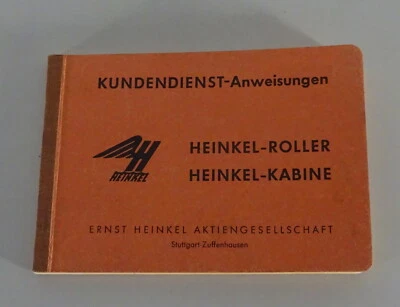 KUNDENDIENST-Anweisungen
HEINKEL-ROLLER
HEINKEL
HEINKEL-KABINE
ERNST HEINKEL AKTIENGESELLSCHAFT
Stuttgart Zuffenhausen